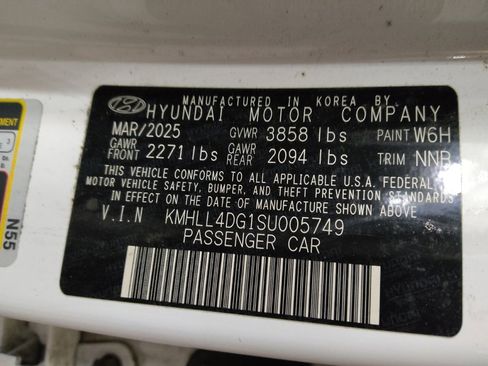 MANUFACTURED IN KOREA BY
HYUNDAI MOTOR COMPANY
MAR/2025 GVWR 3858 lbs PAINT W6H
GAWR FRONT 2271 lbs GAWR REAR 2094 lbs TRIM NNB
THIS VEHICLE CONFORMS TO ALL APPLICABLE U.S.A. FEDERAL
MOTOR VEHICLE SAFETY, BUMPER, AND THEFT PREVENTION STANDARDS
IN EFFECT ON THE DATE OF MANUFACTURE SHOWN ABOVE.
V.I.N KMHLL4DG1SU005749
PASSENGER CAR
N55